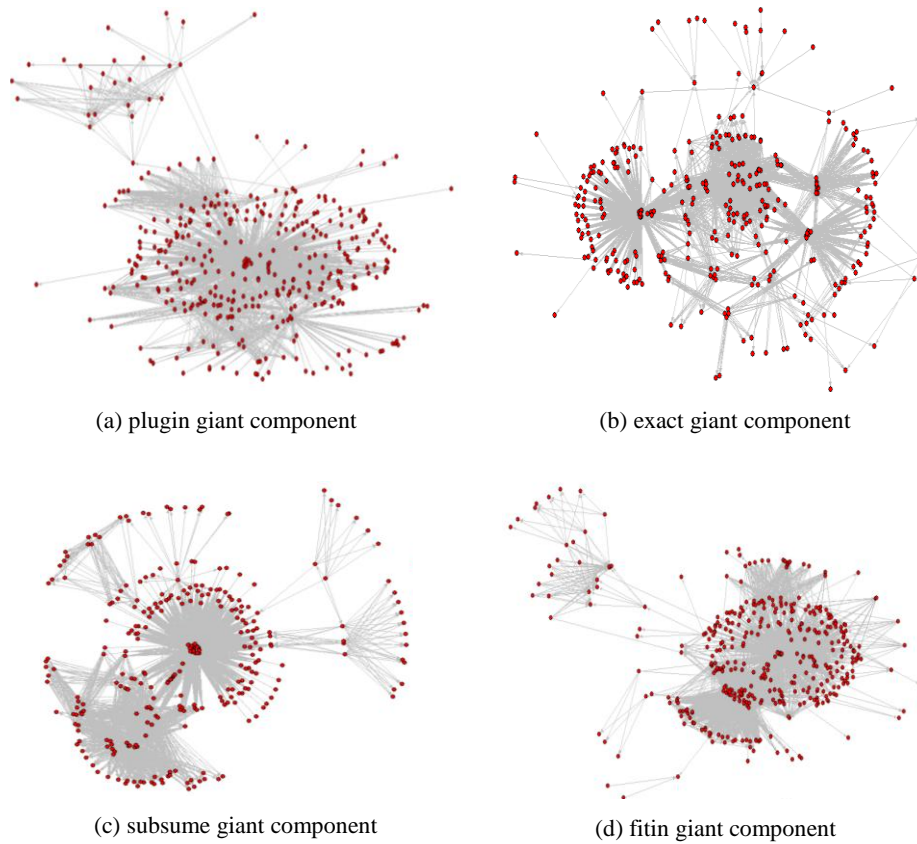 (a) plugin giant component
(b) exact giant component
(c) subsume giant component
(d) fitin giant component